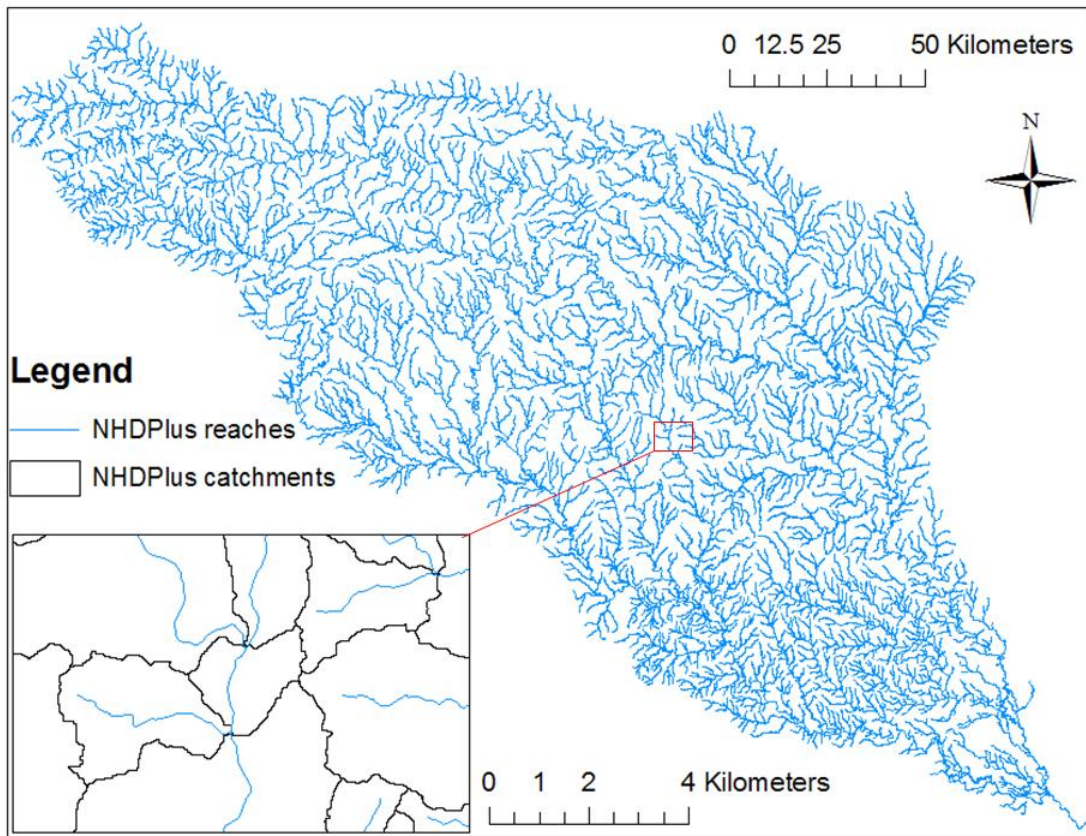 0 12.5 25 50 Kilometers
N
Legend
NHDPlus reaches
NHDPlus catchments
0 1 2 4 Kilometers